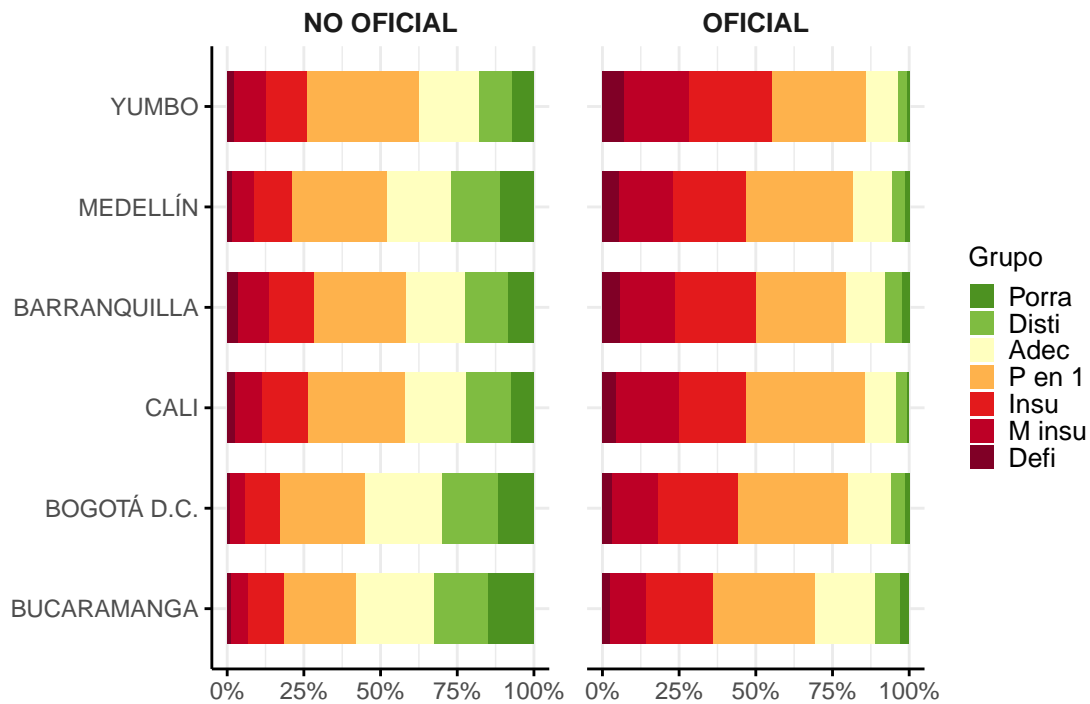 NO OFICIAL
OFICIAL
YUMBO
MEDELLÍN
BARRANQUILLA
CALI
BOGOTÁ D.C.
BUCARAMANGA
0% 25% 50% 75% 100%
0% 25% 50% 75% 100%
Grupo
Porra
Disti
Adec
P en 1
Insu
M insu
Defi